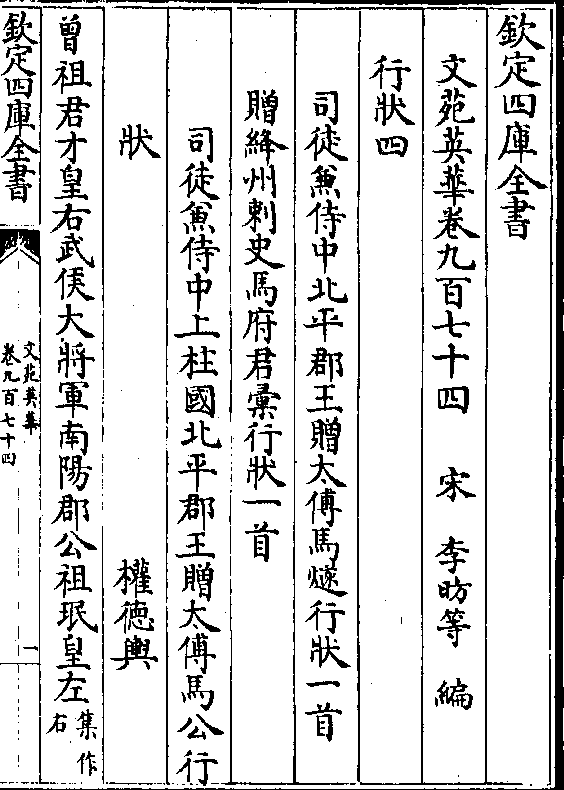 欽定四庫全書
文苑英華卷九百七十四　宋　李昉等　編
行狀四
司徒兼侍中北平郡王贈太傅馬燧行狀一首
贈絳州刺史馬府君彙行狀一首
司徒兼侍中上柱國北平郡王贈太傅馬公行
狀　權德輿
曾祖君才皇右武侯大將軍南陽郡公祖珉皇左集作右
欽定四庫全書
文苑英華
卷九百七十四
一